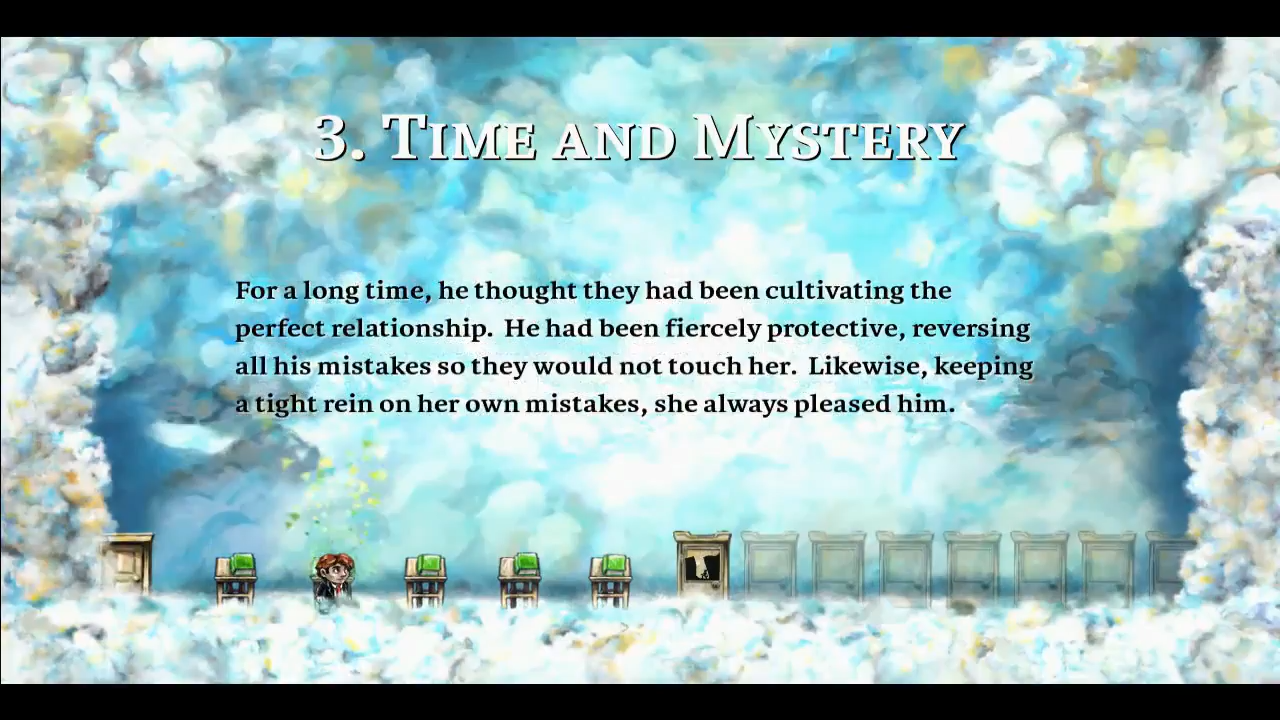 3. Time and Mystery
For a long time, he thought they had been cultivating the
perfect relationship.  He had been fiercely protective, reversing
all his mistakes so they would not touch her.  Likewise, keeping
a tight rein on her own mistakes, she always pleased him.